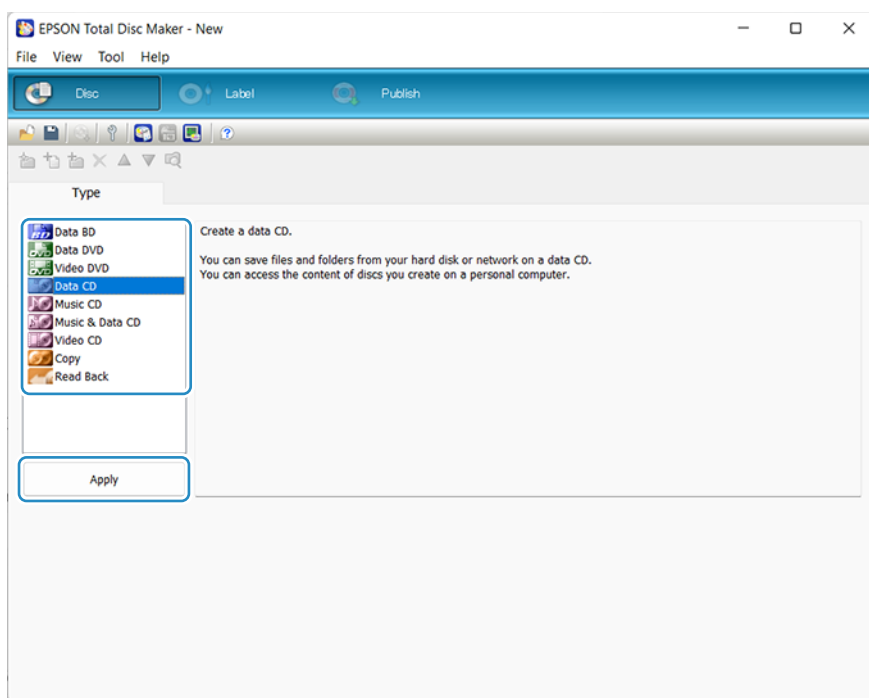 EPSON Total Disc Maker - New
File View Tool Help
Disc Label Publish
Type
Data BD
Data DVD
Video DVD
Data CD
Music CD
Music & Data CD
Video CD
Copy
Read Back
Apply
Create a data CD.
You can save files and folders from your hard disk or network on a data CD.
You can access the content of discs you create on a personal computer.